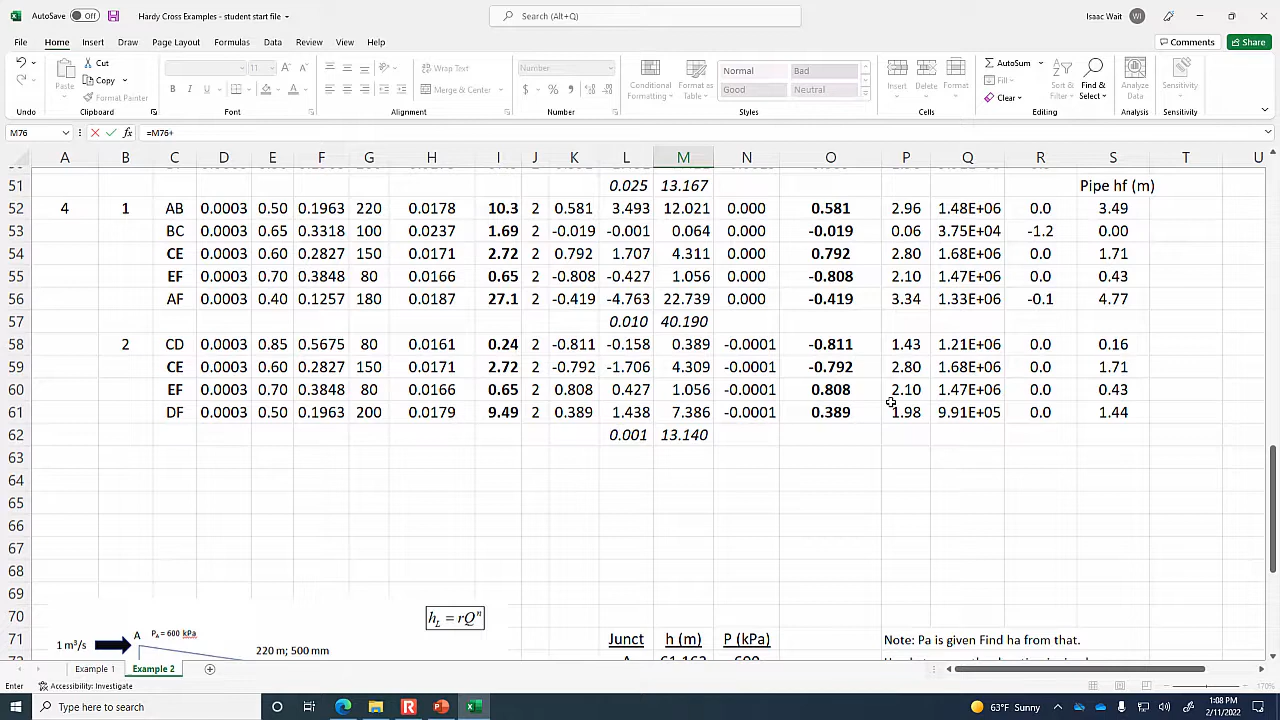 AutoSave Off Hardy Cross Examples - student start file Search (Alt+Q) Isaac Wait WI
File Home Insert Draw Page Layout Formulas Data Review View Help Comments Share
Cut Copy Format Painter Paste 11 Wrap Text Merge & Center Number Conditional Formatting Format as Table Normal Bad Good Neutral Insert Delete Format AutoSum Fill Clear Sort & Filter Find & Select Analyze Data Sensitivity
Undo Clipboard Font Alignment Number Styles Cells Editing Analysis Sensitivity
M76 =M76+
A B C D E F G H I J K L M N O P Q R S T U
51 0.025 13.167 Pipe hf (m)
52 4 1 AB 0.0003 0.50 0.1963 220 0.0178 10.3 2 0.581 3.493 12.021 0.000 0.581 2.96 1.48E+06 0.0 3.49
53 BC 0.0003 0.65 0.3318 100 0.0237 1.69 2 -0.019 -0.001 0.064 0.000 -0.019 0.06 3.75E+04 -1.2 0.00
54 CE 0.0003 0.60 0.2827 150 0.0171 2.72 2 0.792 1.707 4.311 0.000 0.792 2.80 1.68E+06 0.0 1.71
55 EF 0.0003 0.70 0.3848 80 0.0166 0.65 2 -0.808 -0.427 1.056 0.000 -0.808 2.10 1.47E+06 0.0 0.43
56 AF 0.0003 0.40 0.1257 180 0.0187 27.1 2 -0.419 -4.763 22.739 0.000 -0.419 3.34 1.33E+06 -0.1 4.77
57 0.010 40.190
58 2 CD 0.0003 0.85 0.5675 80 0.0161 0.24 2 -0.811 -0.158 0.389 -0.0001 -0.811 1.43 1.21E+06 0.0 0.16
59 CE 0.0003 0.60 0.2827 150 0.0171 2.72 2 -0.792 -1.706 4.309 -0.0001 -0.792 2.80 1.68E+06 0.0 1.71
60 EF 0.0003 0.70 0.3848 80 0.0166 0.65 2 0.808 0.427 1.056 -0.0001 0.808 2.10 1.47E+06 0.0 0.43
61 DF 0.0003 0.50 0.1963 200 0.0179 9.49 2 0.389 1.438 7.386 -0.0001 0.389 1.98 9.91E+05 0.0 1.44
62 0.001 13.140
63
64
65
66
67
68
69
70 hL = rQ^n
1 m³/s A PA = 600 kPa
71 Junct h (m) P (kPa) Note: Pa is given Find ha from that.
220 m; 500 mm
A 61.162 600
Example 1 Example 2
Enter Accessibility: Investigate 170%
Type here to search 63°F Sunny 1:08 PM
2/11/2022